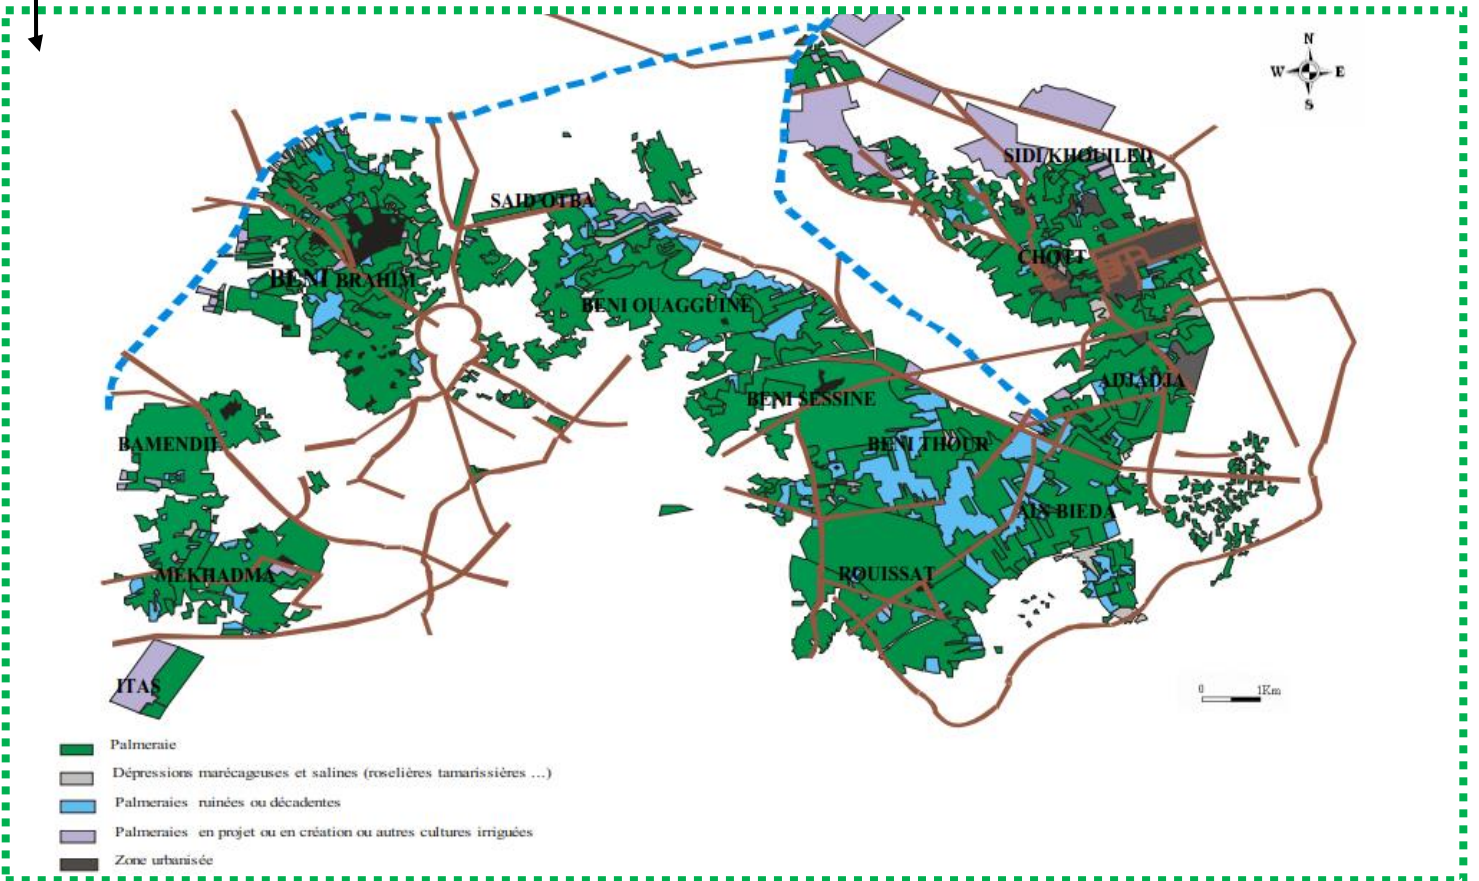 N
W E
S
SIDI KHOUILED
SAID OTBA
CHOTT
BENI BRAHIM
BENI OUAGGUINE
ADJADJA
BENI SESSINE
BAMENDIL
BENI THOUR
AIN BIEDA
MEKHADMA
ROUISSAT
ITAS
0 1Km
Palmeraie
Dépressions marécageuses et salines (roselières tamarissières ...)
Palmeraies ruinées ou décadentes
Palmeraies en projet ou en création ou autres cultures irriguées
Zone urbanisée